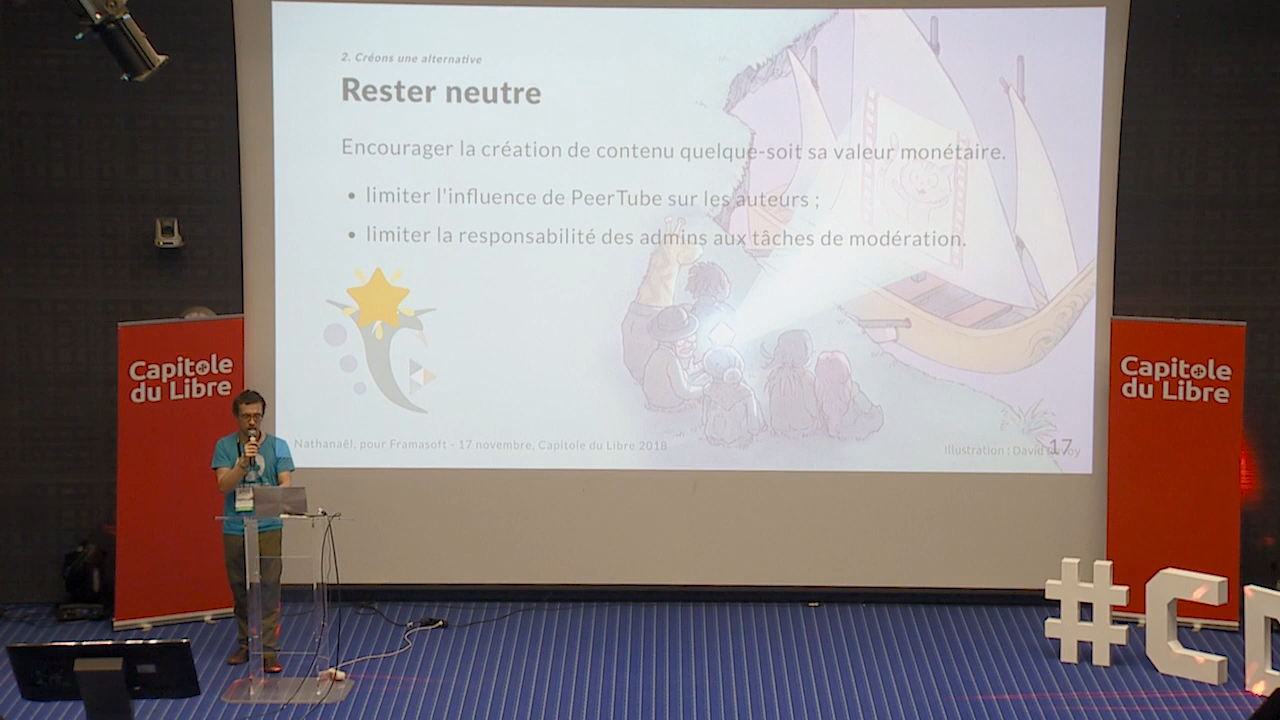 2. Créons une alternative
Rester neutre
Encourager la création de contenu quelque-soit sa valeur monétaire.
• limiter l'influence de PeerTube sur les auteurs ;
• limiter la responsabilité des admins aux tâches de modération.
Nathanaël, pour Framasoft - 17 novembre, Capitole du Libre 2018
Illustration : David
17
Capitole
du Libre
Capitole
du Libre
#C